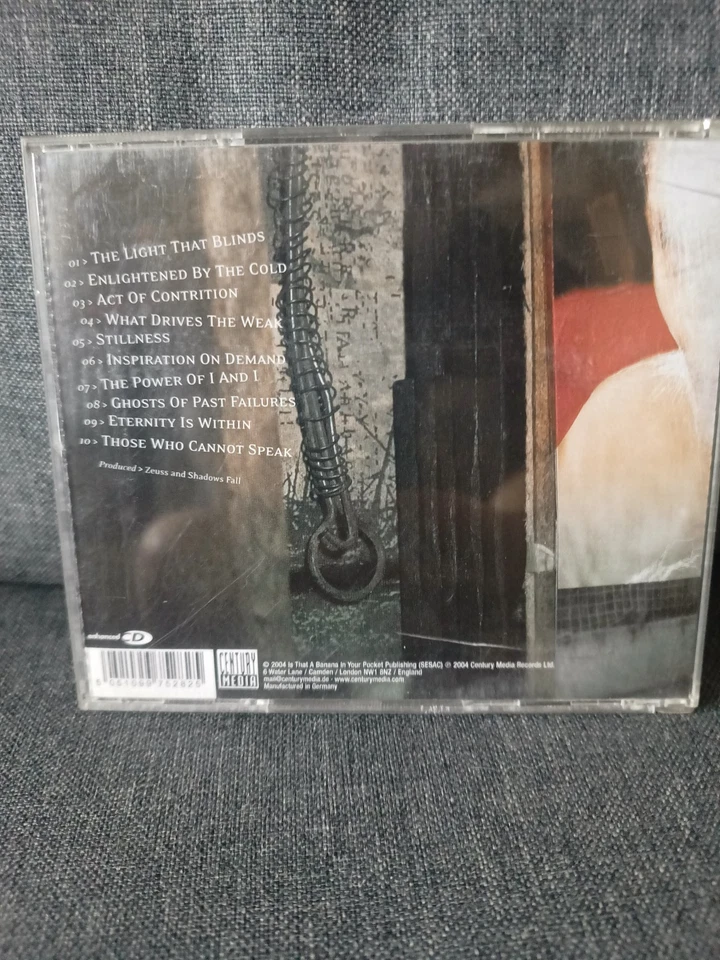 01 > THE LIGHT THAT BLINDS
02 > ENLIGHTENED BY THE COLD
03 > ACT OF CONTRITION
04 > WHAT DRIVES THE WEAK
05 > STILLNESS
06 > INSPIRATION ON DEMAND
07 > THE POWER OF I AND I
08 > GHOSTS OF PAST FAILURES
09 > ETERNITY IS WITHIN
10 > THOSE WHO CANNOT SPEAK
Produced > Zeuss and Shadows Fall
enhanced CD
CENTURY
MEDIA
© 2004 Is That A Banana In Your Pocket Publishing (SESAC) ℗ 2004 Century Media Records Ltd.
6 Water Lane / Camden / London NW1 8NZ / England
mail@centurymedia.de - www.centurymedia.com
Manufactured in Germany